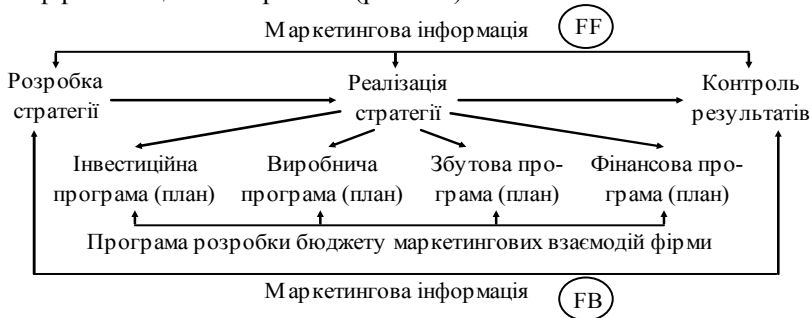 Маркетингова інформація FF
Розробка Реалізація Контроль
стратегії стратегії результатів
Інвестиційна Виробнича Збутова про- Фінансова про-
програма (план) програма (план) грама (план) грама (план)
Програма розробки бюджету маркетингових взаємодій фірми
Маркетингова інформація FB